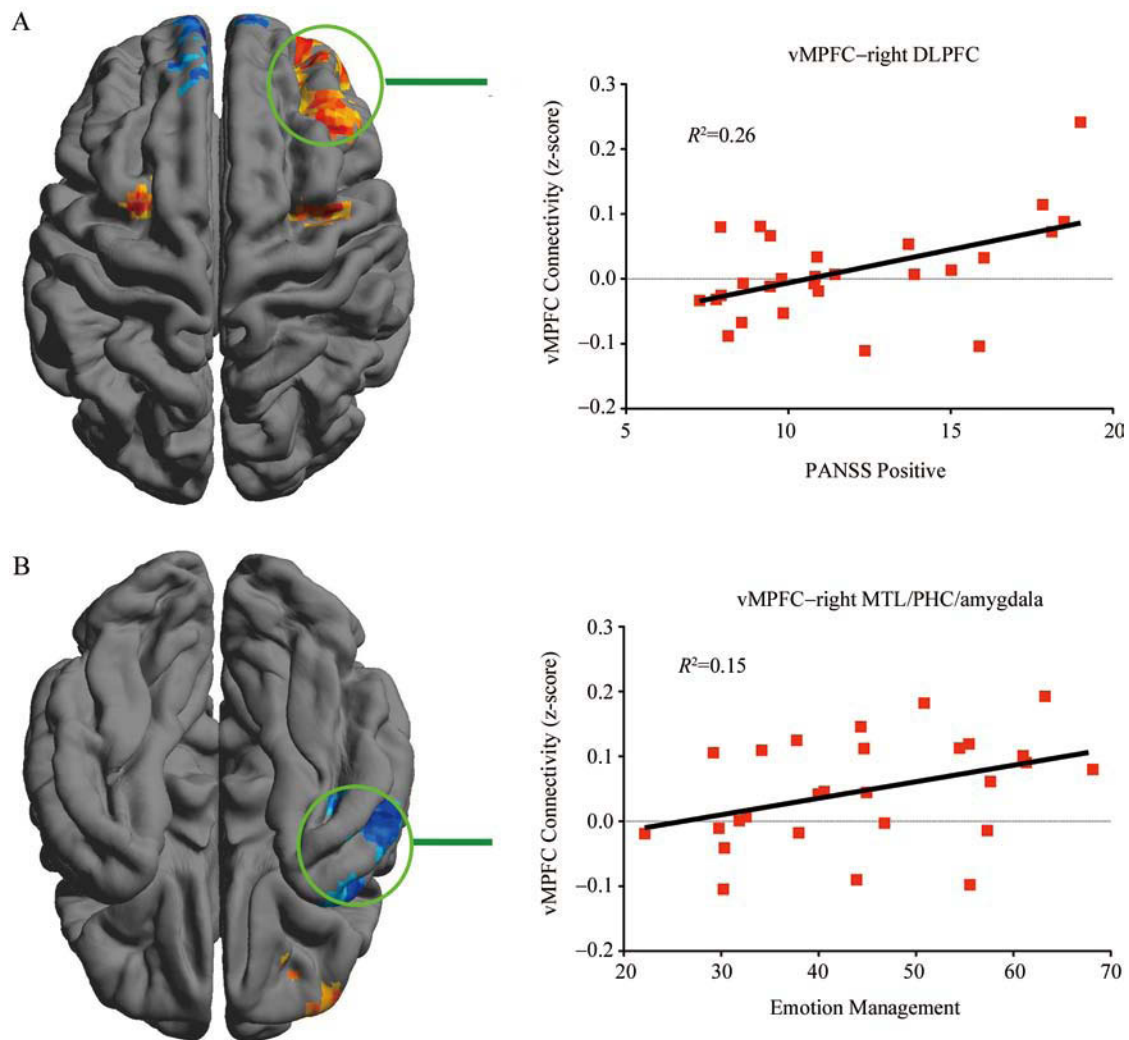 A
vMPFC–right DLPFC
R²=0.26
vMPFC Connectivity (z-score)
0.3
0.2
0.1
0.0
–0.1
–0.2
5
10
15
20
PANSS Positive
B
vMPFC–right MTL/PHC/amygdala
R²=0.15
vMPFC Connectivity (z-score)
0.3
0.2
0.1
0.0
–0.1
–0.2
20
30
40
50
60
70
Emotion Management